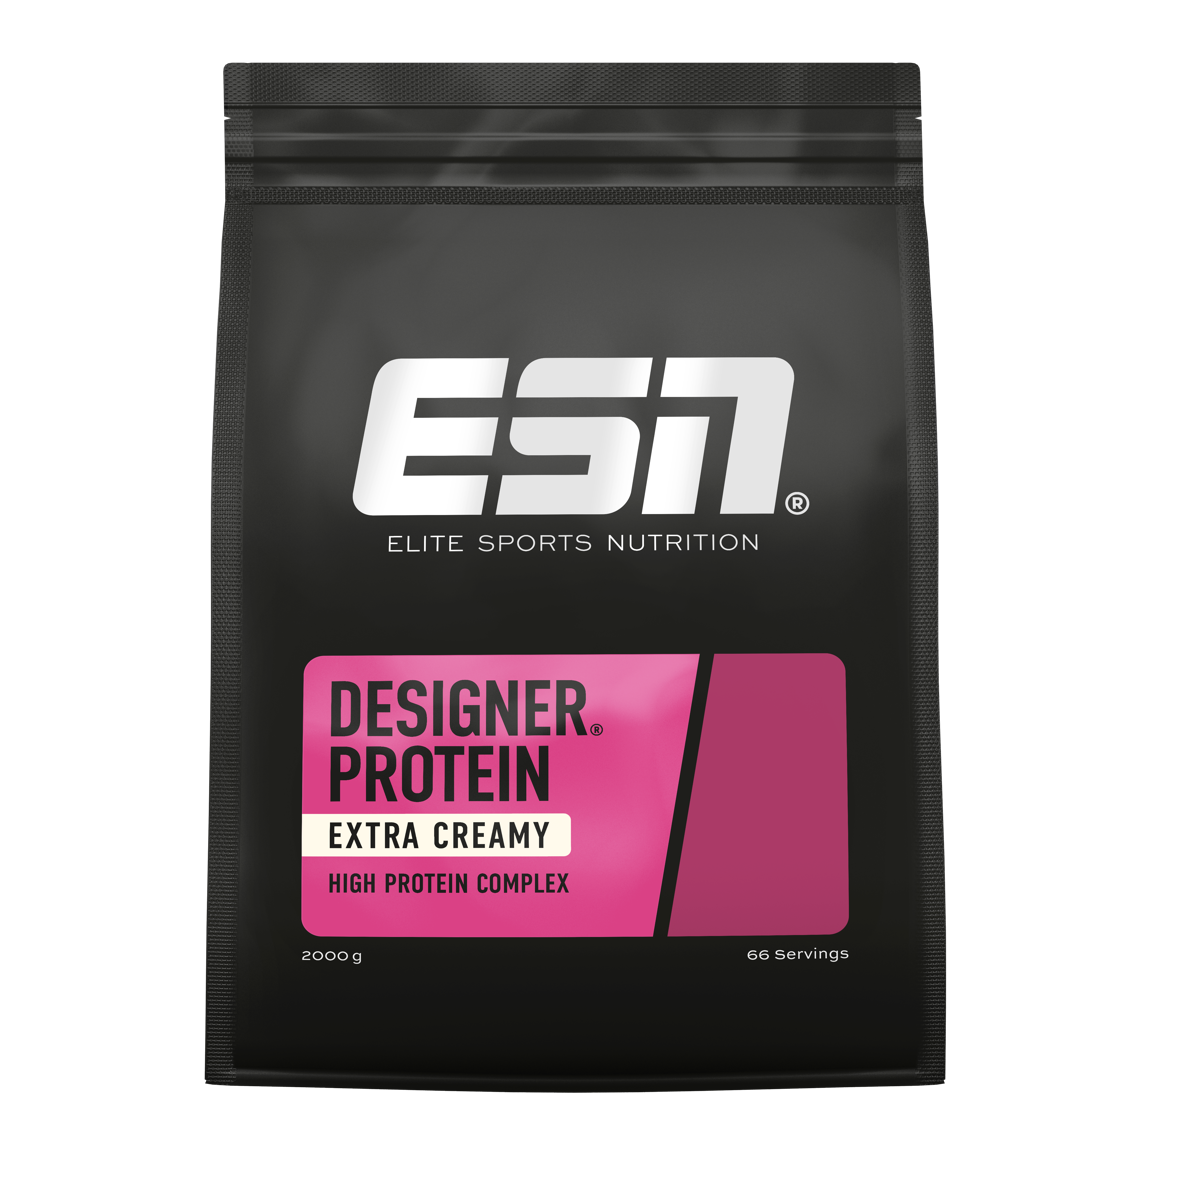 ESN®
ELITE SPORTS NUTRITION
DESIGNER®
PROTEIN
EXTRA CREAMY
HIGH PROTEIN COMPLEX
2000 g
66 Servings